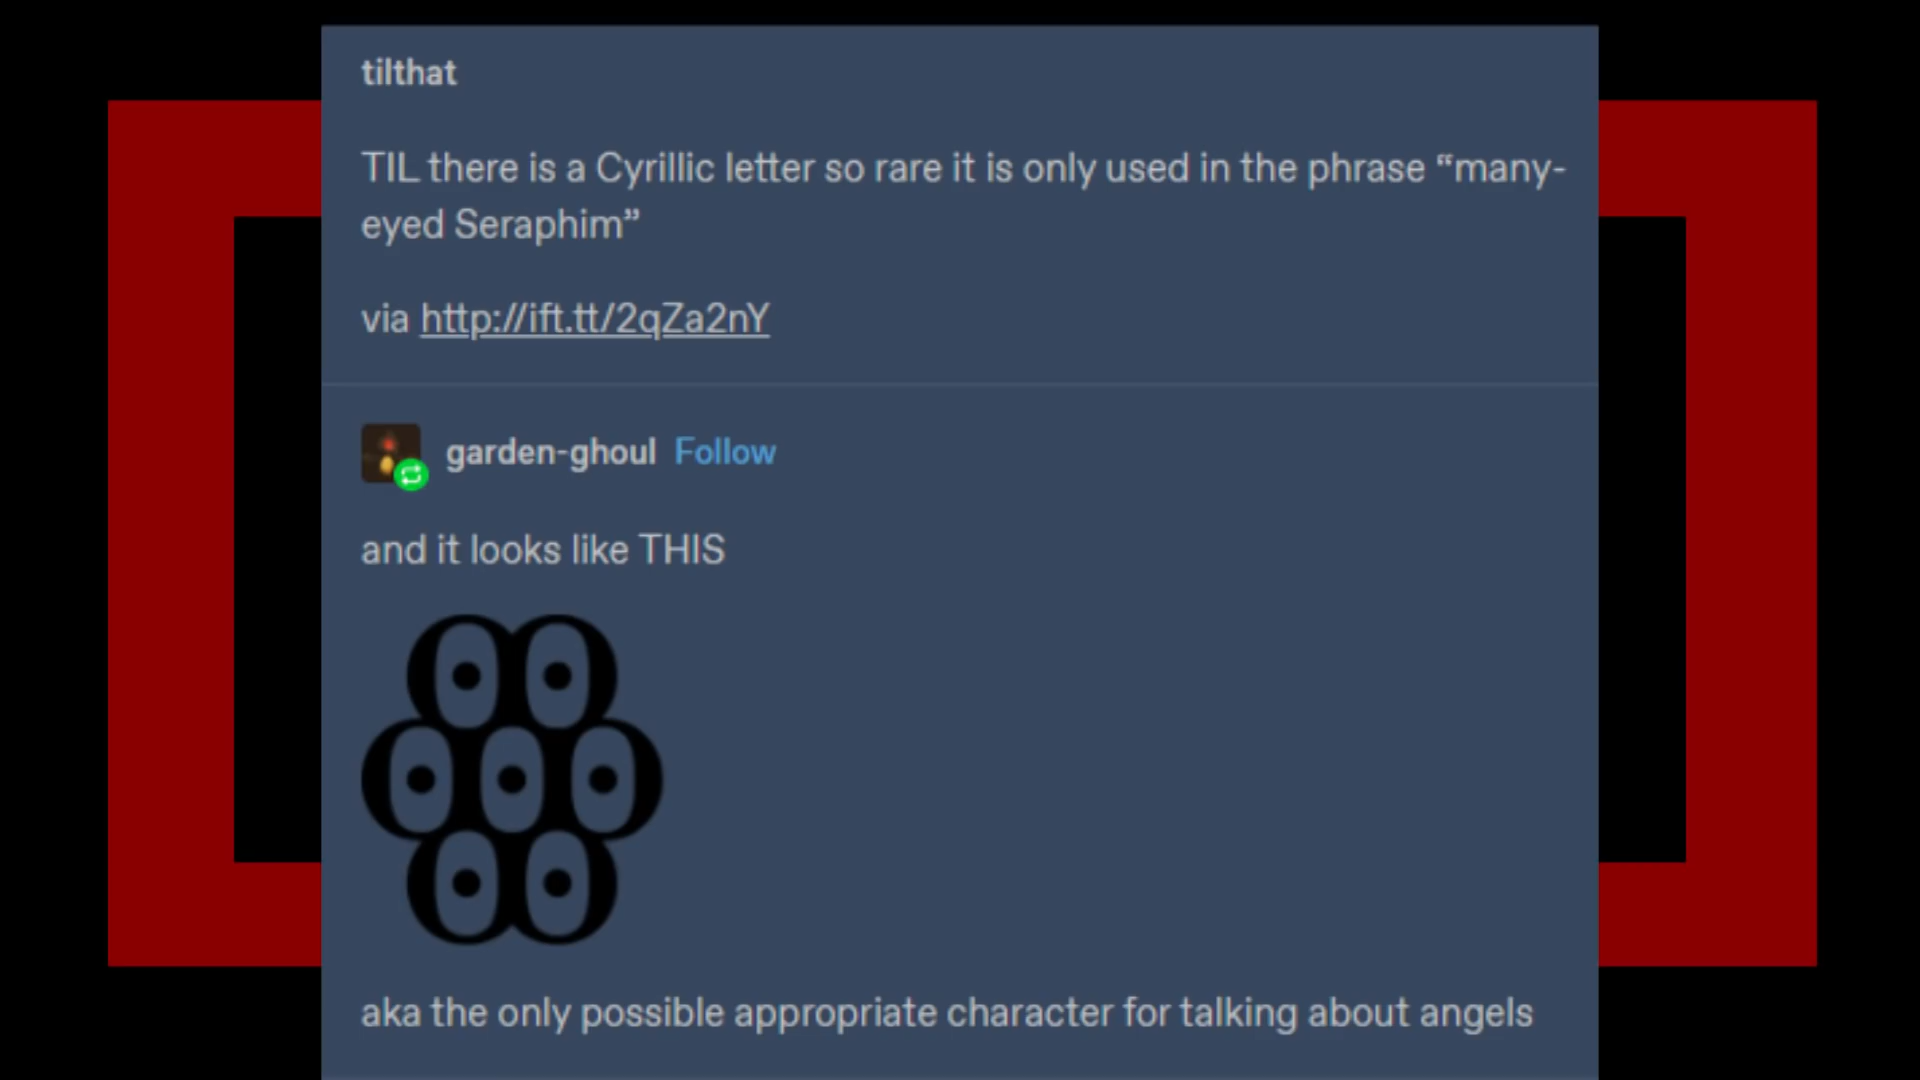 tilthat
TIL there is a Cyrillic letter so rare it is only used in the phrase “many-
eyed Seraphim”
via http://ift.tt/2qZa2nY
garden-ghoul Follow
and it looks like THIS
ꙮ
aka the only possible appropriate character for talking about angels